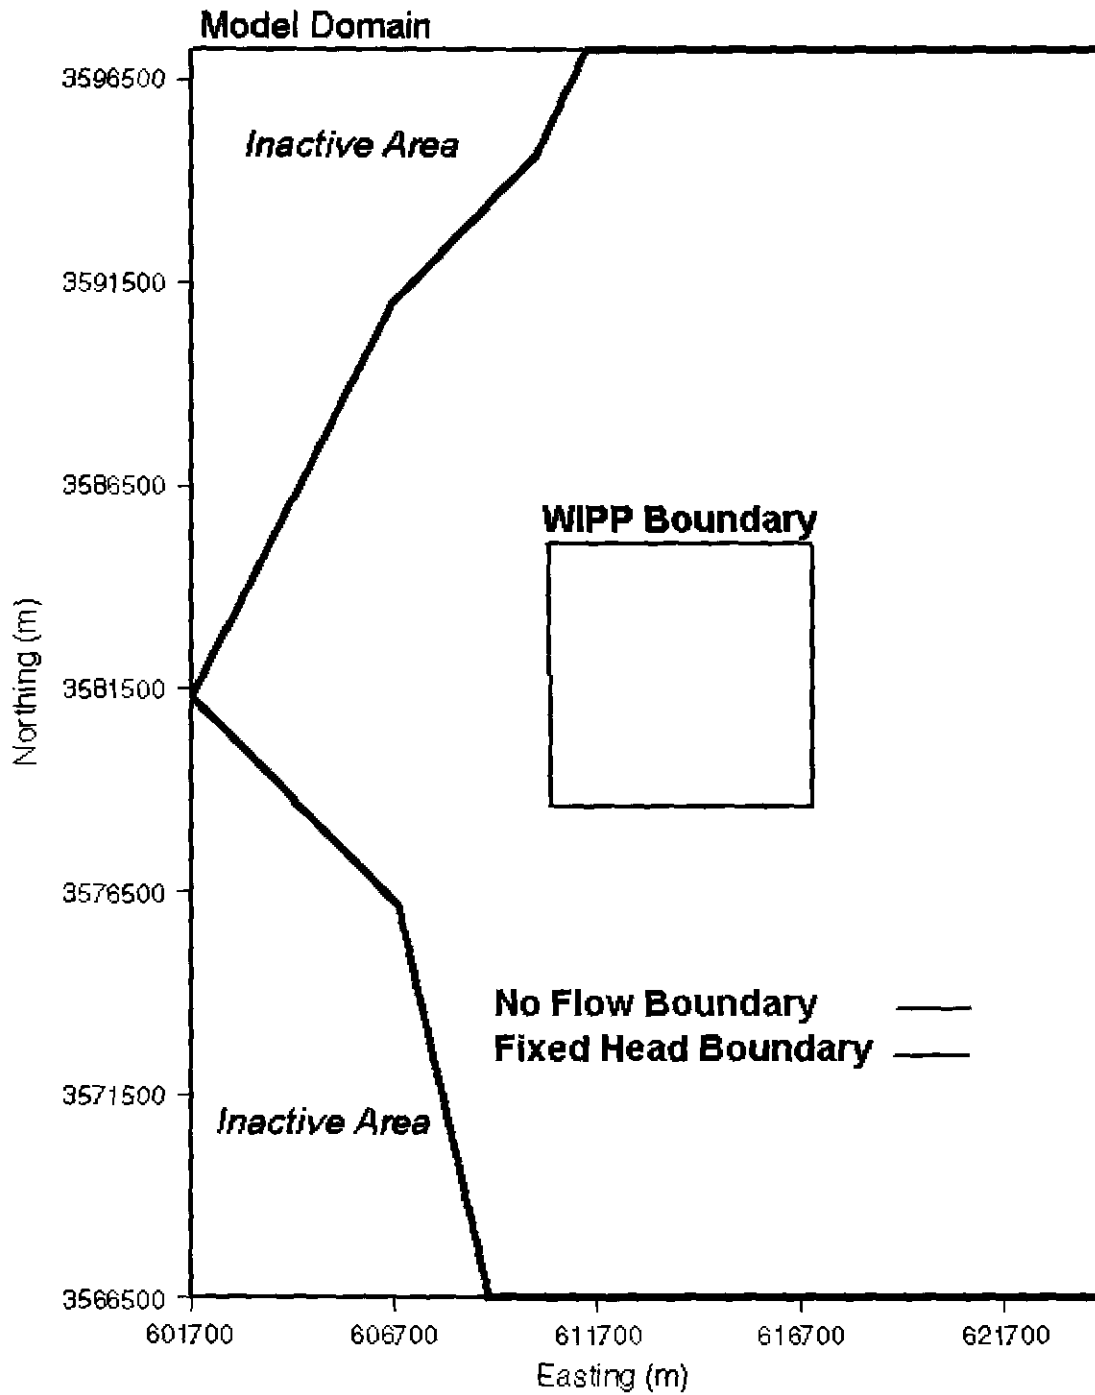 Model Domain
3596500
Inactive Area
3591500
3586500
WIPP Boundary
Northing (m)
3581500
3576500
No Flow Boundary
Fixed Head Boundary
3571500
Inactive Area
3566500
601700 606700 611700 616700 621700
Easting (m)